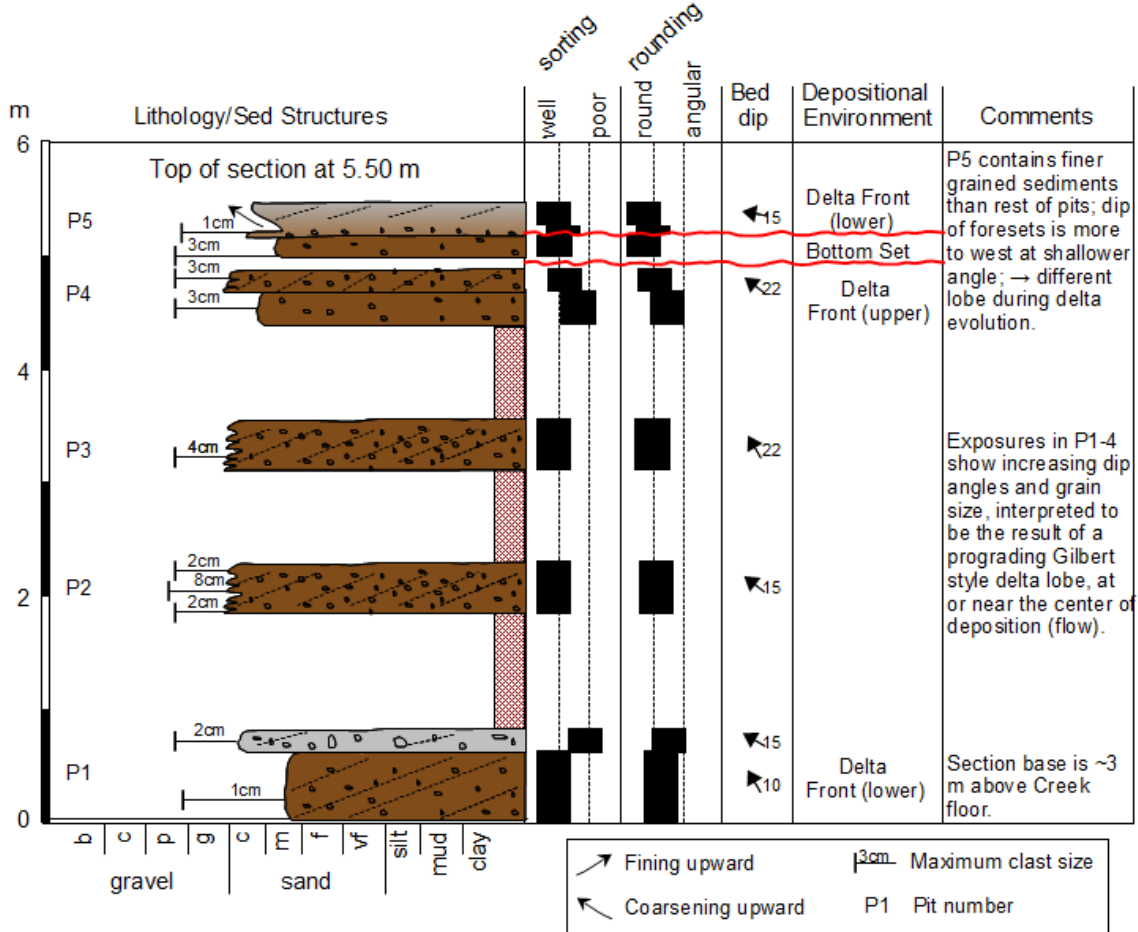 sorting
rounding
m
Lithology/Sed Structures
well
poor
round
angular
Bed
dip
Depositional
Environment
Comments
6
Top of section at 5.50 m
P5
1cm
3cm
15
Delta Front
(lower)
Bottom Set
P5 contains finer
grained sediments
than rest of pits; dip
of foresets is more
to west at shallower
angle; → different
lobe during delta
evolution.
P4
3cm
3cm
22
Delta
Front (upper)
4
P3
4cm
22
Exposures in P1-4
show increasing dip
angles and grain
size, interpreted to
be the result of a
prograding Gilbert
style delta lobe, at
or near the center of
deposition (flow).
P2
2cm
8cm
2cm
15
2
2cm
15
P1
1cm
10
Delta
Front (lower)
Section base is ~3
m above Creek
floor.
0
b
c
p
g
c
m
f
vf
silt
mud
clay
gravel
sand
Fining upward
3cm Maximum clast size
Coarsening upward
P1 Pit number